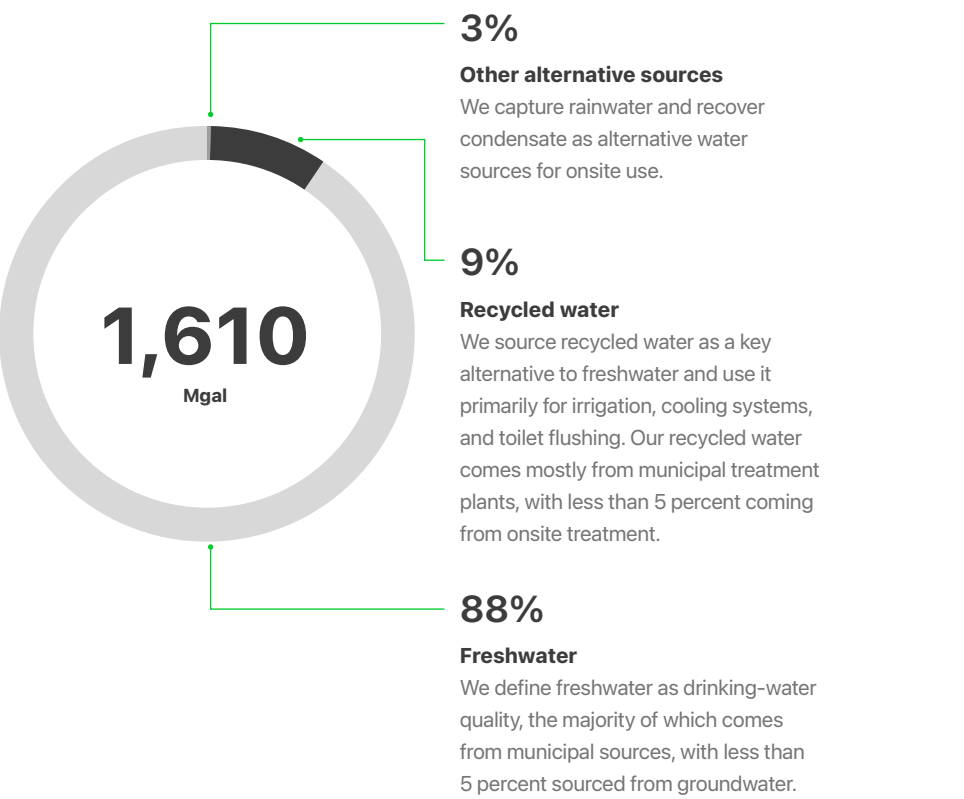 3%
Other alternative sources
We capture rainwater and recover
condensate as alternative water
sources for onsite use.
9%
Recycled water
We source recycled water as a key
alternative to freshwater and use it
primarily for irrigation, cooling systems,
and toilet flushing. Our recycled water
comes mostly from municipal treatment
plants, with less than 5 percent coming
from onsite treatment.
1,610
Mgal
88%
Freshwater
We define freshwater as drinking-water
quality, the majority of which comes
from municipal sources, with less than
5 percent sourced from groundwater.